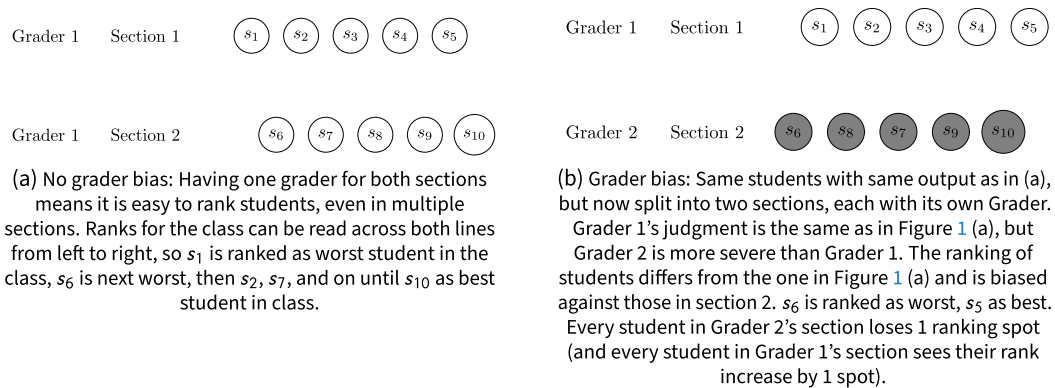 Grader 1 Section 1 s1 s2 s3 s4 s5
Grader 1 Section 2 s6 s7 s8 s9 s10
(a) No grader bias: Having one grader for both sections
means it is easy to rank students, even in multiple
sections. Ranks for the class can be read across both lines
from left to right, so s1 is ranked as worst student in the
class, s6 is next worst, then s2, s7, and on until s10 as best
student in class.
Grader 1 Section 1 s1 s2 s3 s4 s5
Grader 2 Section 2 s6 s8 s7 s9 s10
(b) Grader bias: Same students with same output as in (a),
but now split into two sections, each with its own Grader.
Grader 1’s judgment is the same as in Figure 1 (a), but
Grader 2 is more severe than Grader 1. The ranking of
students differs from the one in Figure 1 (a) and is biased
against those in section 2. s6 is ranked as worst, s5 as best.
Every student in Grader 2’s section loses 1 ranking spot
(and every student in Grader 1’s section sees their rank
increase by 1 spot).